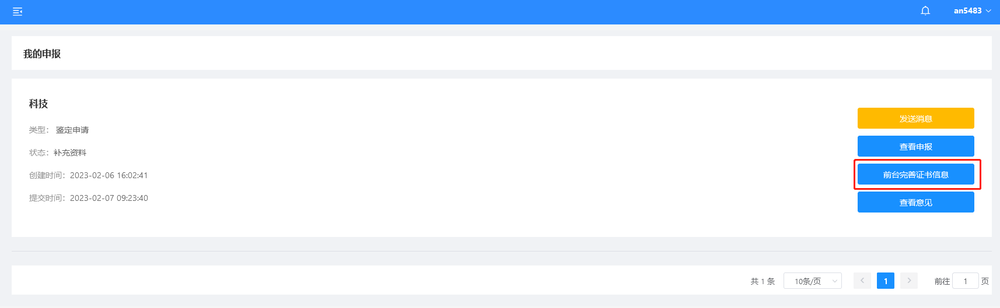 an5483
我的申报
科技
类型： 鉴定申请
状态：补充资料
创建时间：2023-02-06 16:02:41
提交时间：2023-02-07 09:23:40
发送消息
查看申报
前台完善证书信息
查看意见
共 1 条 10条/页 1 前往 1 页